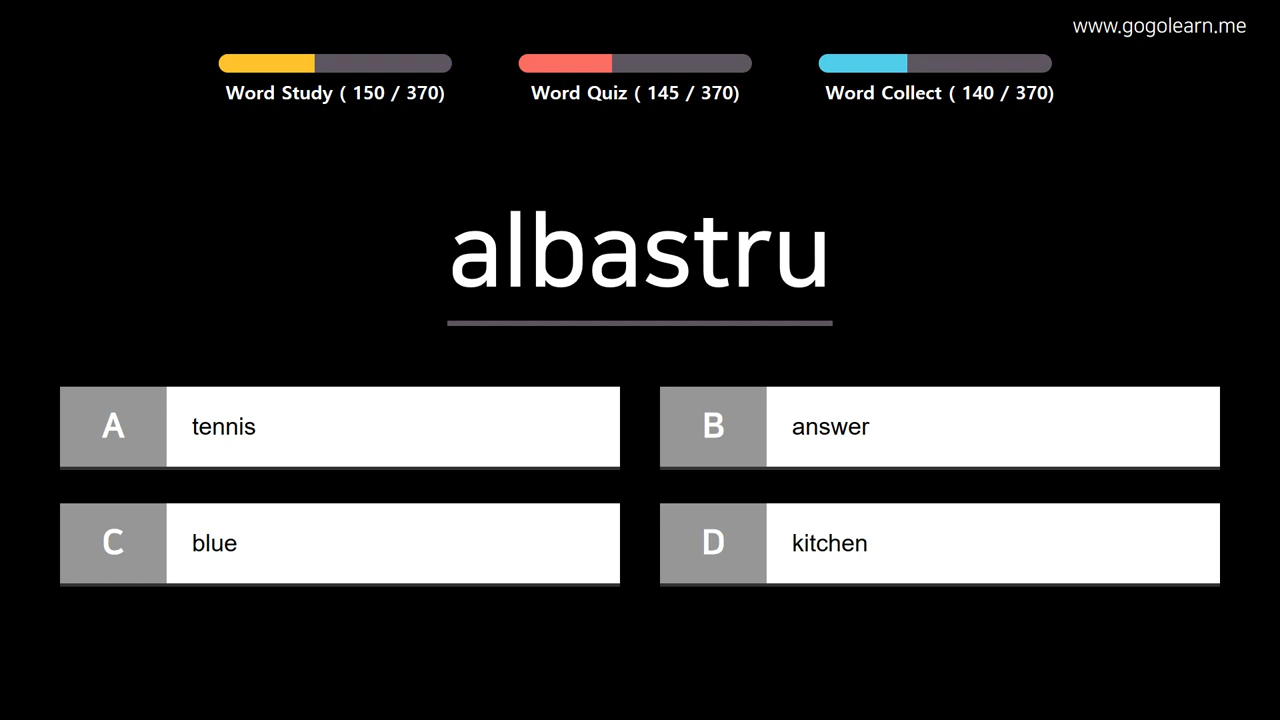 www.gogolearn.me
Word Study ( 150 / 370)
Word Quiz ( 145 / 370)
Word Collect ( 140 / 370)
albastru
A tennis
B answer
C blue
D kitchen